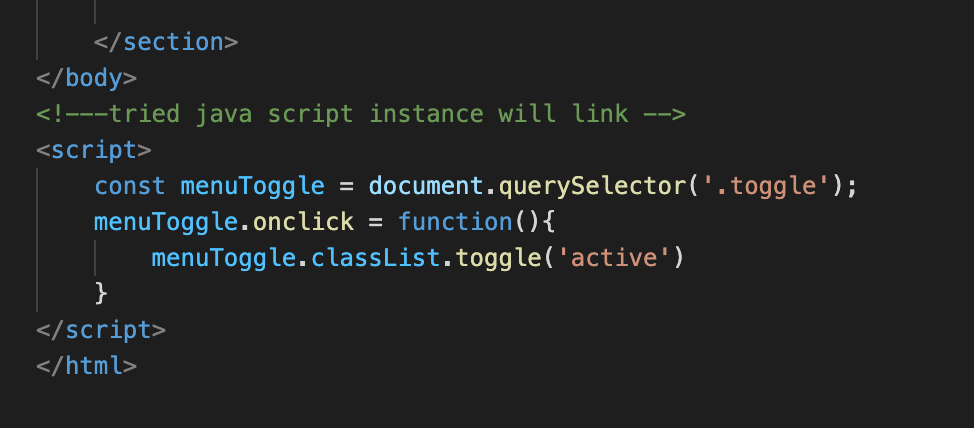 </section>
</body>
<!---tried java script instance will link -->
<script>
const menuToggle = document.querySelector('.toggle');
menuToggle.onclick = function(){
menuToggle.classList.toggle('active')
}
</script>
</html>